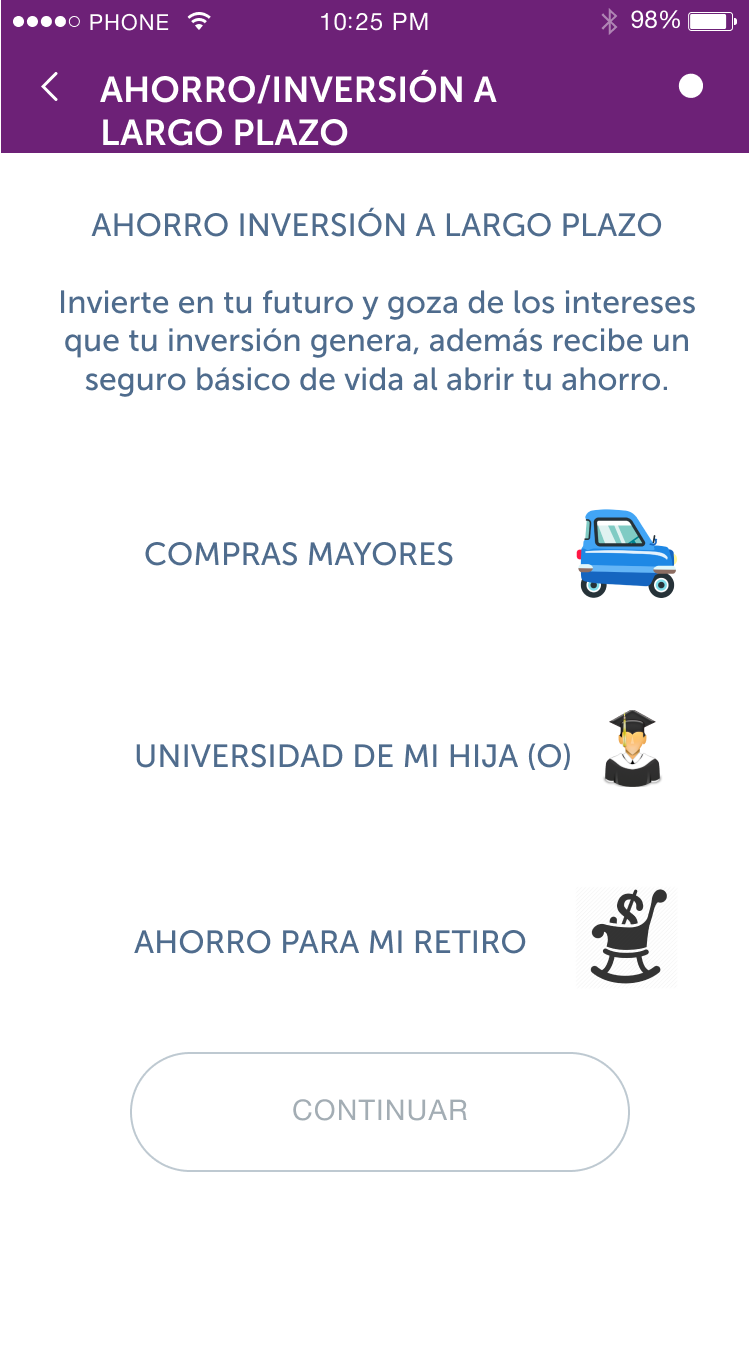 PHONE 10:25 PM 98%
AHORRO/INVERSIÓN A
LARGO PLAZO
AHORRO INVERSIÓN A LARGO PLAZO
Invierte en tu futuro y goza de los intereses
que tu inversión genera, además recibe un
seguro básico de vida al abrir tu ahorro.
COMPRAS MAYORES
UNIVERSIDAD DE MI HIJA (O)
$
AHORRO PARA MI RETIRO
CONTINUAR